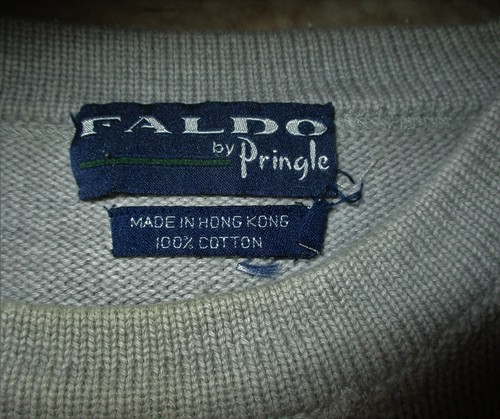 FALDO
by Pringle
MADE IN HONG KONG
100% COTTON